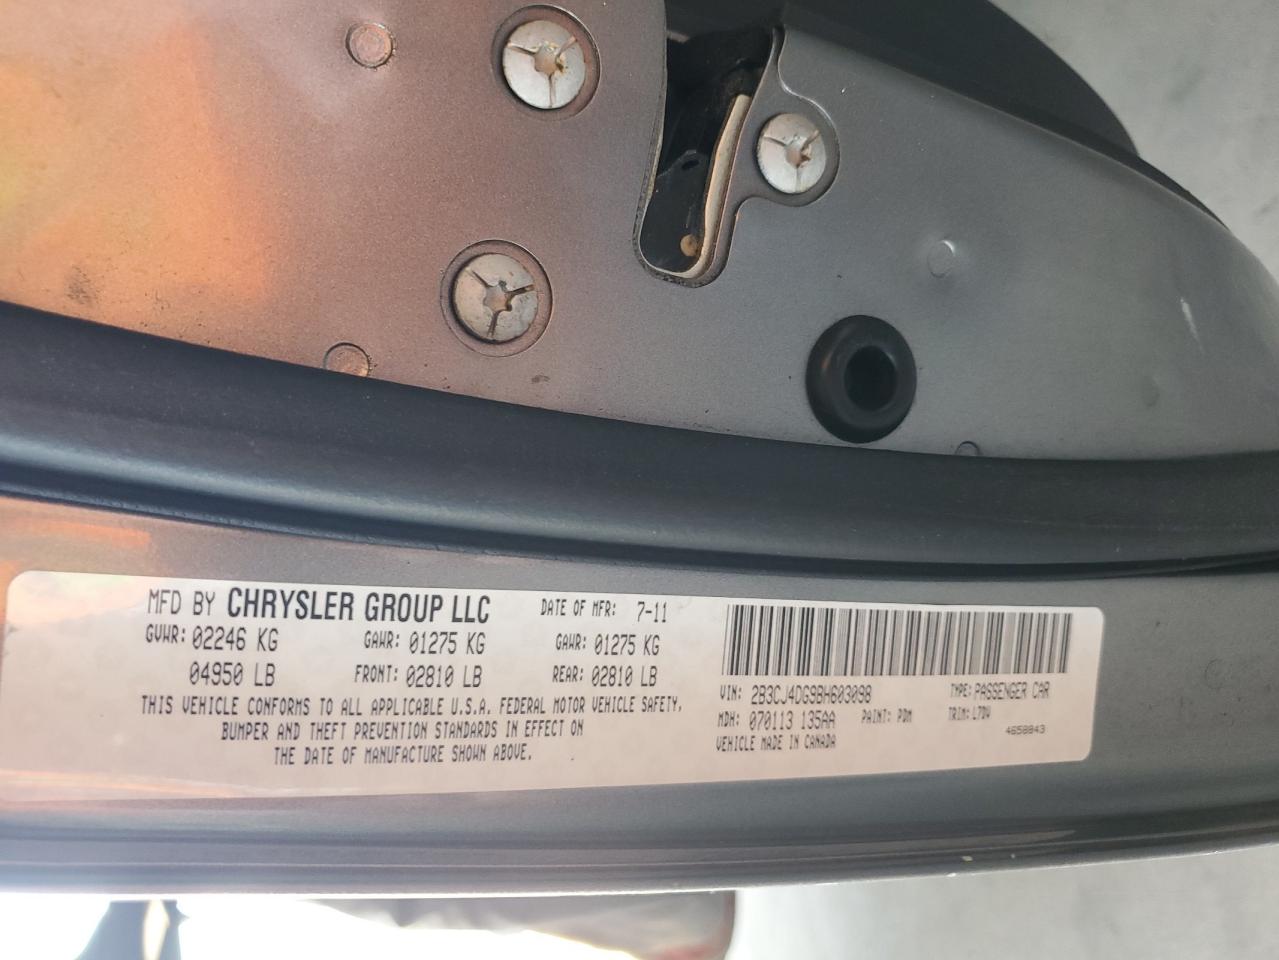 MFD BY CHRYSLER GROUP LLC DATE OF MFR: 7-11
GVWR: 02246 KG GAWR: 01275 KG GAWR: 01275 KG
04950 LB FRONT: 02810 LB REAR: 02810 LB
THIS VEHICLE CONFORMS TO ALL APPLICABLE U.S.A. FEDERAL MOTOR VEHICLE SAFETY,
BUMPER AND THEFT PREVENTION STANDARDS IN EFFECT ON
THE DATE OF MANUFACTURE SHOWN ABOVE.
VIN: 2B3CJ4DG9BH603098 TYPE: PASSENGER CAR
MDH: 070113 135AA PAINT: PDM TRIM: L7DV
VEHICLE MADE IN CANADA 4658843